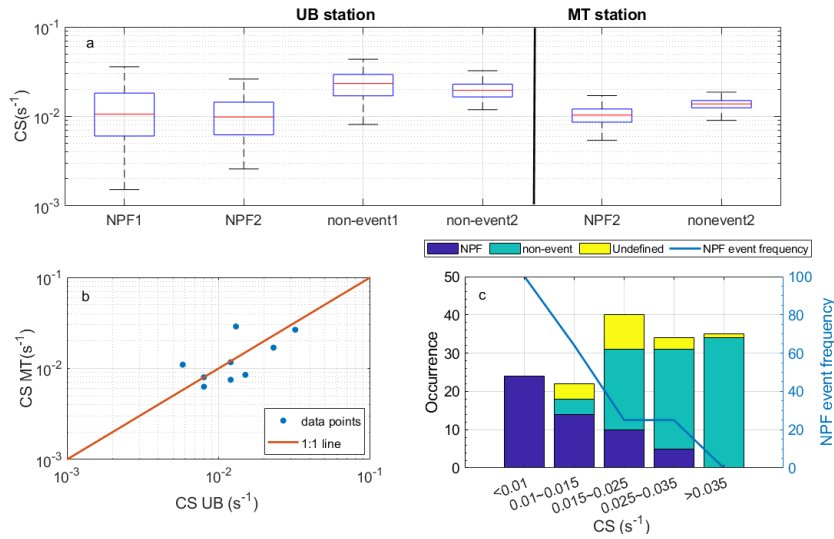 UB station
MT station
a
CS(s⁻¹)
10⁻¹
10⁻²
10⁻³
NPF1
NPF2
non-event1
non-event2
NPF2
nonevent2
b
CS MT(s⁻¹)
10⁻¹
10⁻²
10⁻³
10⁻³
10⁻²
10⁻¹
CS UB (s⁻¹)
data points
1:1 line
NPF
non-event
Undefined
NPF event frequency
c
Occurrence
50
40
30
20
10
0
100
80
60
40
20
0
NPF event frequency
<0.01
0.01~0.015
0.015~0.025
0.025~0.035
>0.035
CS (s⁻¹)